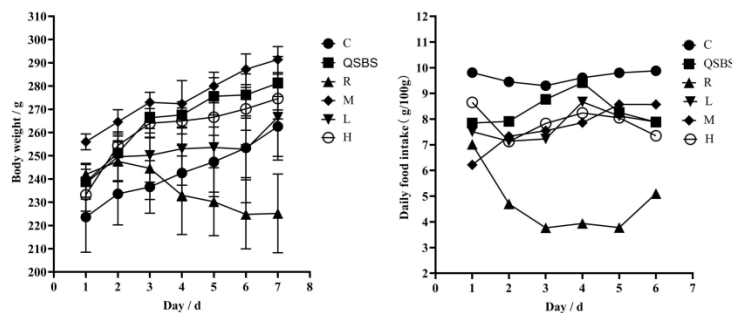 310
300
290
280
270
260
250
240
230
220
210
200
Body weight / g
0 1 2 3 4 5 6 7 8
Day / d
C
QSBS
R
M
L
H
12
11
10
9
8
7
6
5
4
3
2
Daily food intake ( g/100g)
0 1 2 3 4 5 6 7
Day / d
C
QSBS
R
L
M
H